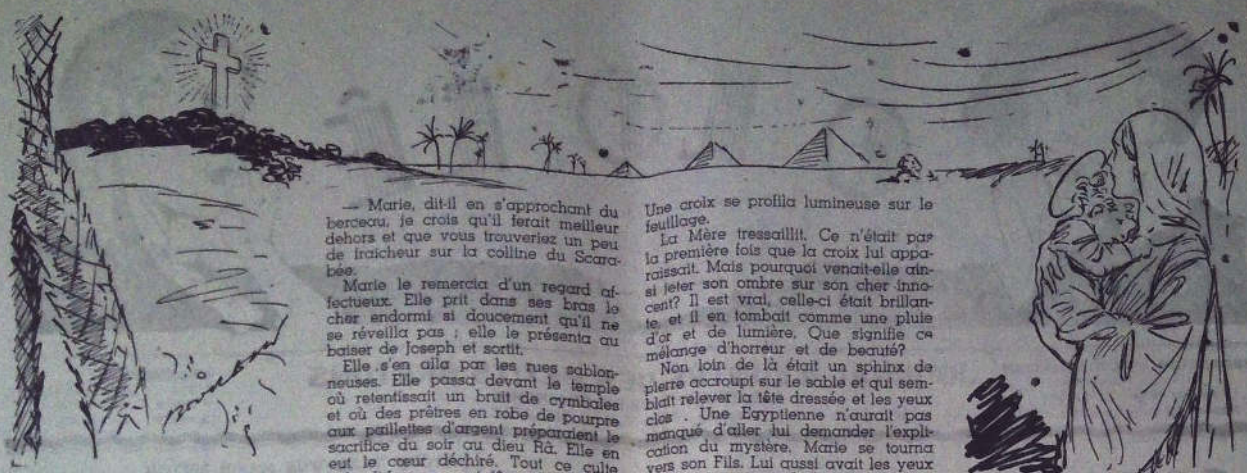 — Marie, dit-il en s'approchant du
berceau, je crois qu'il ferait meilleur
dehors et que vous trouveriez un peu
de fraîcheur sur la colline du Scara-
bée.
Marie le remercia d'un regard af-
fectueux. Elle prit dans ses bras le
cher endormi si doucement qu'il ne
se réveilla pas ; elle le présenta au
baiser de Joseph et sortit.
Elle s'en alla par les rues sablon-
neuses. Elle passa devant le temple
où retentissait un bruit de cymbales
et où des prêtres en robe de pourpre
aux paillettes d'argent préparaient le
sacrifice du soir au dieu Râ. Elle en
eut le cœur déchiré. Tout ce culte
Une croix se profila lumineuse sur le
feuillage.
La Mère tressaillit. Ce n'était pas
la première fois que la croix lui appa-
raissait. Mais pourquoi venait-elle ain-
si jeter son ombre sur son cher inno-
cent? Il est vrai, celle-ci était brillan-
te, et il en tombait comme une pluie
d'or et de lumière. Que signifie ce
mélange d'horreur et de beauté?
Non loin de là était un sphinx de
pierre accroupi sur le sable et qui sem-
blait relever la tête dressée et les yeux
clos . Une Egyptienne n'aurait pas
manqué d'aller lui demander l'expli-
cation du mystère. Marie se tourna
vers son Fils. Lui aussi avait les yeux